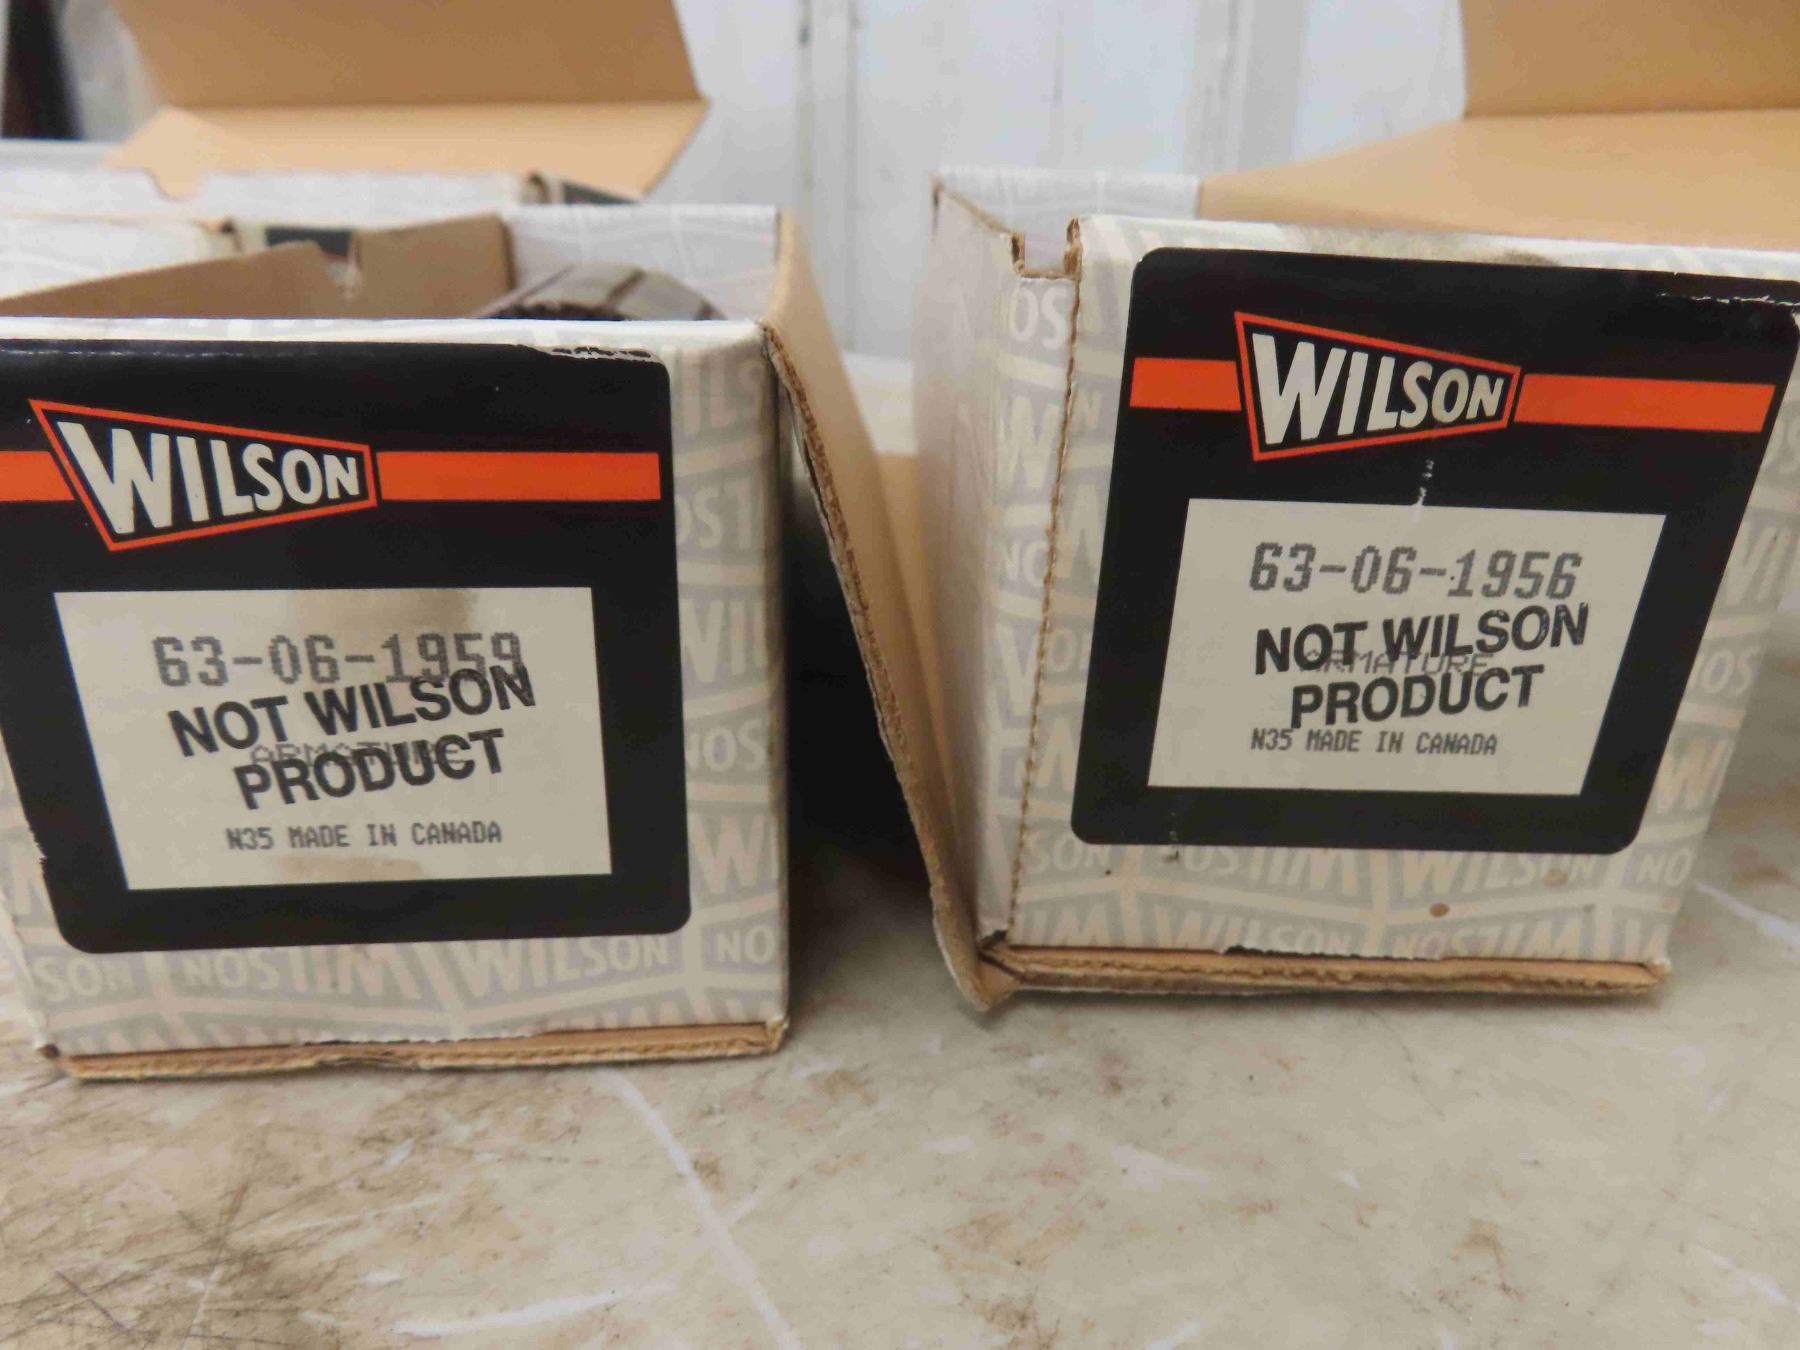 WILSON
63-06-1959
NOT WILSON
ARMATURE
PRODUCT
N35 MADE IN CANADA
WILSON
63-06-1956
NOT WILSON
ARMATURE
PRODUCT
N35 MADE IN CANADA